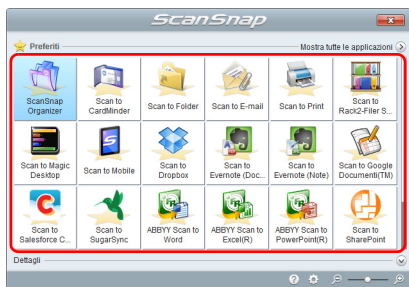 ScanSnap
Preferiti
Mostra tutte le applicazioni
ScanSnap Organizer
Scan to CardMinder
Scan to Folder
Scan to E-mail
Scan to Print
Scan to Rack2-Filer S...
Scan to Magic Desktop
Scan to Mobile
Scan to Dropbox
Scan to Evernote (Doc...
Scan to Evernote (Note)
Scan to Google Documenti(TM)
Scan to Salesforce C...
Scan to SugarSync
ABBYY Scan to Word
ABBYY Scan to Excel(R)
ABBYY Scan to PowerPoint(R)
Scan to SharePoint
Dettagli